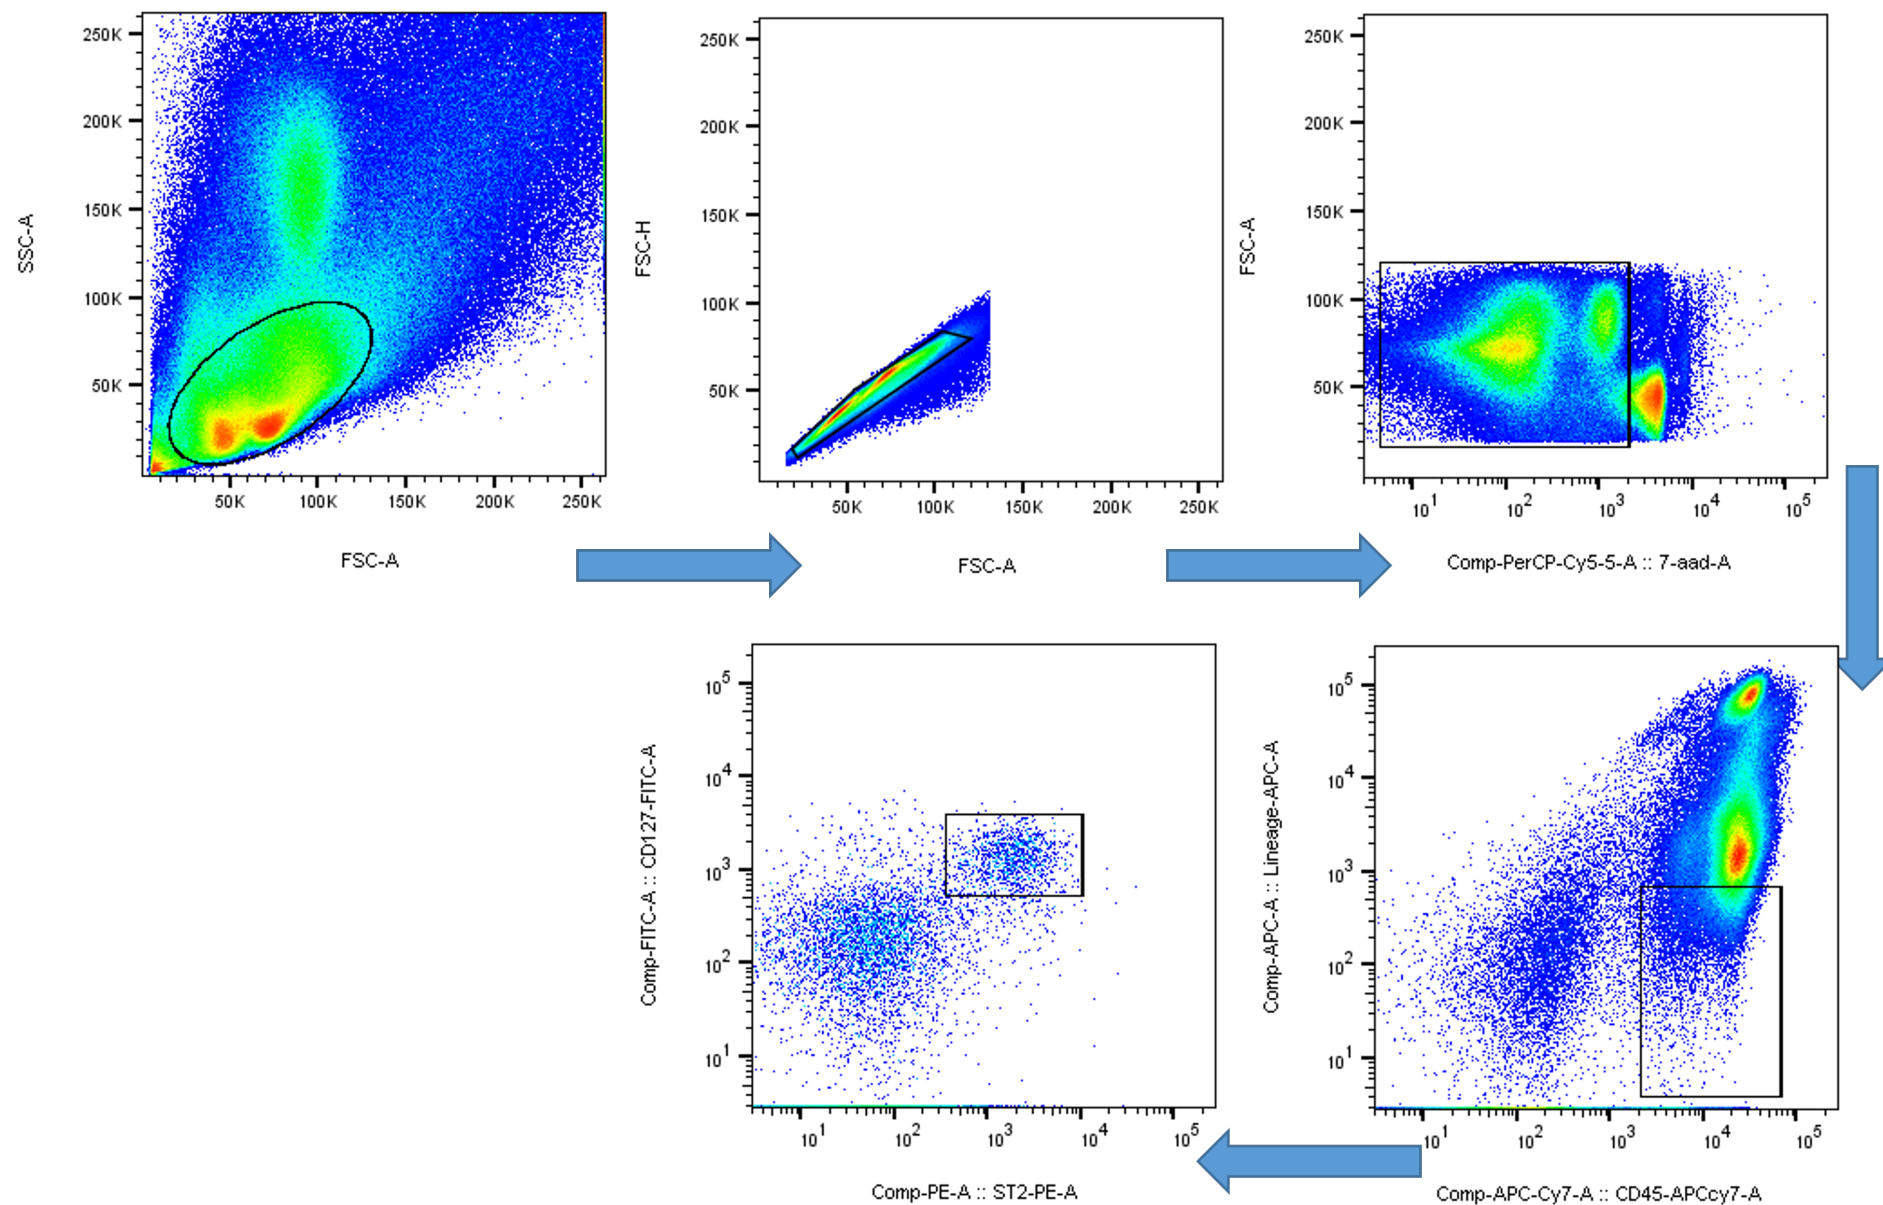 SSC-A
250K
200K
150K
100K
50K
50K 100K 150K 200K 250K
FSC-A
FSC-H
250K
200K
150K
100K
50K
50K 100K 150K 200K 250K
FSC-A
FSC-A
250K
200K
150K
100K
50K
10^1 10^2 10^3 10^4 10^5
Comp-PerCP-Cy5-5-A :: 7-aad-A
Comp-FITC-A :: CD127-FITC-A
10^5
10^4
10^3
10^2
10^1
10^1 10^2 10^3 10^4 10^5
Comp-PE-A :: ST2-PE-A
Comp-APC-A :: Lineage-APC-A
10^5
10^4
10^3
10^2
10^1
10^1 10^2 10^3 10^4 10^5
Comp-APC-Cy7-A :: CD45-APCcy7-A